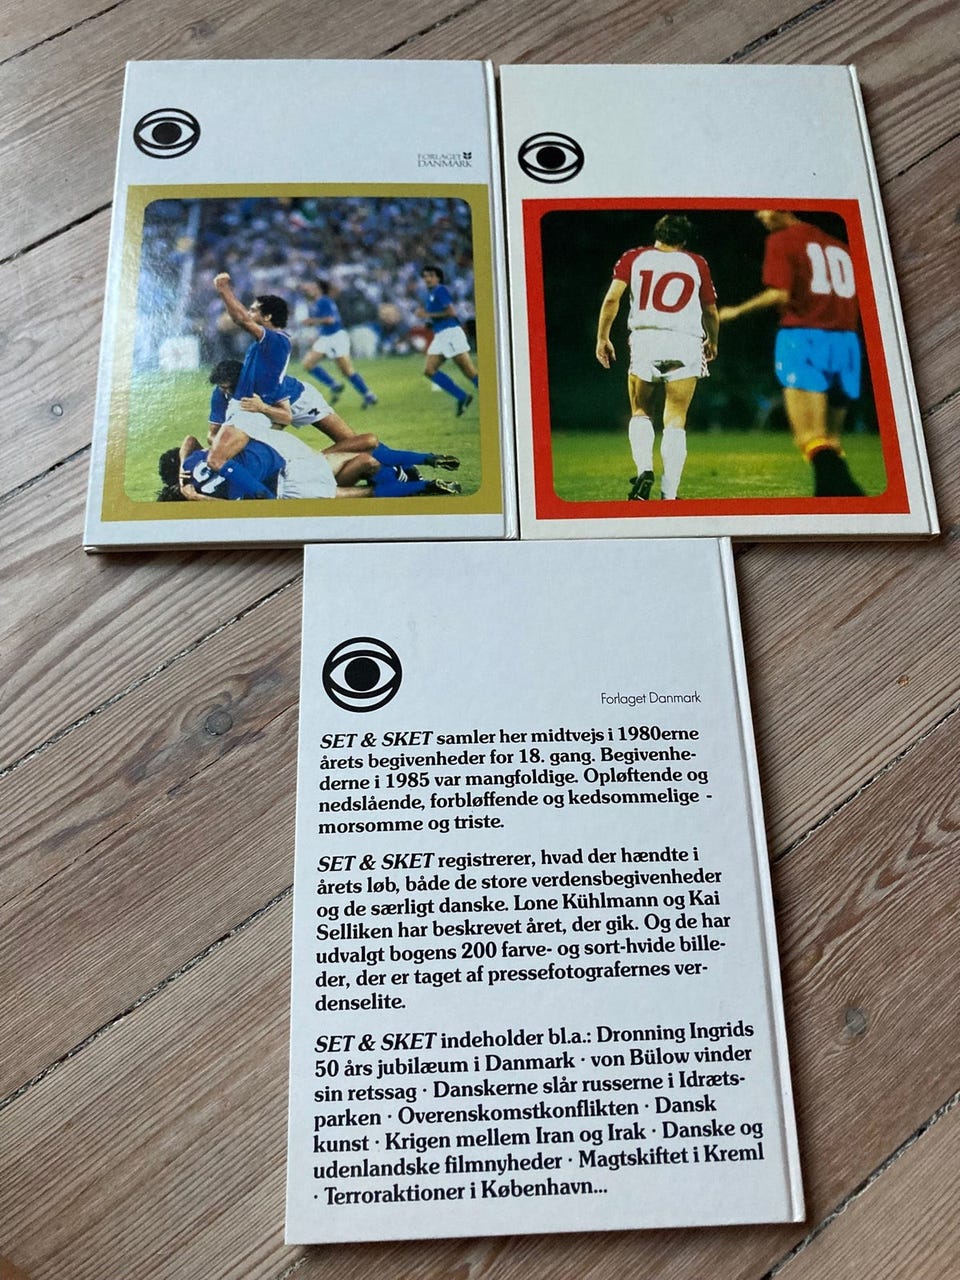 FORLAGET
DANMARK
10
10
Forlaget Danmark
SET & SKET samler her midtvejs i 1980erne
årets begivenheder for 18. gang. Begivenhe-
derne i 1985 var mangfoldige. Opløftende og
nedslående, forbløffende og kedsommelige -
morsomme og triste.
SET & SKET registrerer, hvad der hændte i
årets løb, både de store verdensbegivenheder
og de særligt danske. Lone Kühlmann og Kai
Selliken har beskrevet året, der gik. Og de har
udvalgt bogens 200 farve- og sort-hvide bille-
der, der er taget af pressefotografernes ver-
denselite.
SET & SKET indeholder bl.a.: Dronning Ingrids
50 års jubilæum i Danmark · von Bülow vinder
sin retssag · Danskerne slår russerne i Idræts-
parken · Overenskomstkonflikten · Dansk
kunst · Krigen mellem Iran og Irak · Danske og
udenlandske filmnyheder · Magtskiftet i Kreml
· Terroraktioner i København...